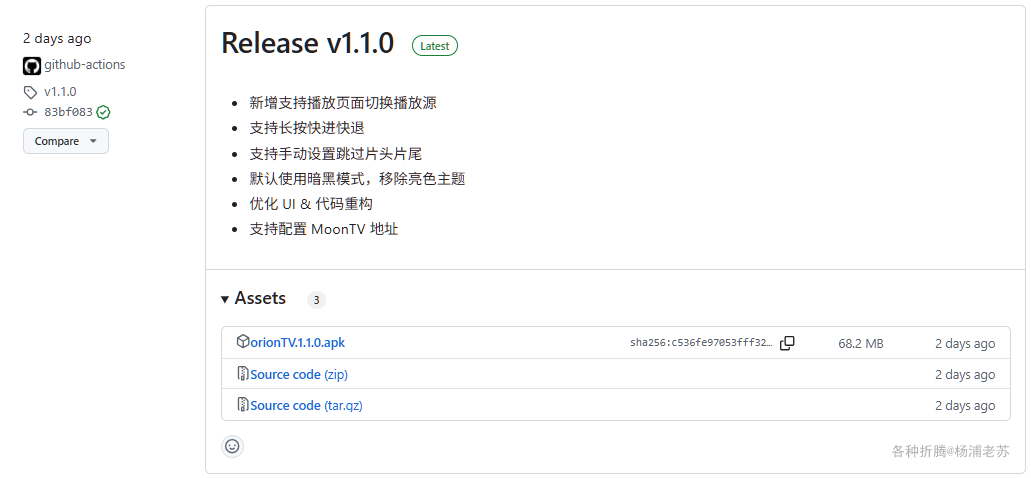 2 days ago
github-actions
v1.1.0
83bf083
Compare
Release v1.1.0 Latest
新增支持播放页面切换播放源
支持长按快进快退
支持手动设置跳过片头片尾
默认使用暗黑模式，移除亮色主题
优化 UI & 代码重构
支持配置 MoonTV 地址
Assets 3
orionTV.1.1.0.apk sha256:c536fe97053fff32… 68.2 MB 2 days ago
Source code (zip) 2 days ago
Source code (tar.gz) 2 days ago
各种折腾@杨浦老苏